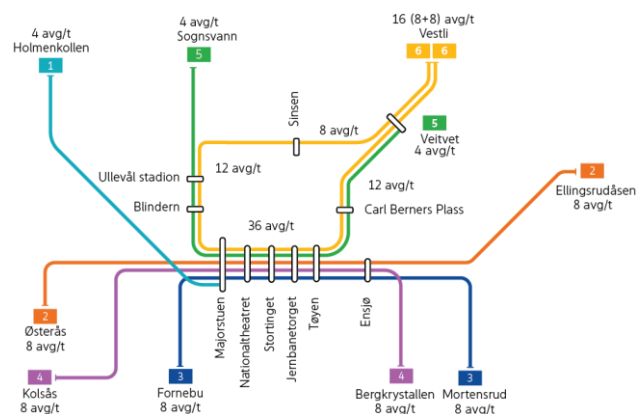 4 avg/t
Holmenkollen
1
4 avg/t
Sognsvann
5
16 (8+8) avg/t
Vestli
6 6
Sinsen
8 avg/t
5
Veitvet
4 avg/t
Ullevål stadion
12 avg/t
12 avg/t
2
Ellingsrudåsen
8 avg/t
Blindern
Carl Berners Plass
36 avg/t
Majorstuen
Nationaltheatret
Stortinget
Jernbanetorget
Tøyen
Ensjø
2
Østerås
8 avg/t
4
Kolsås
8 avg/t
3
Fornebu
8 avg/t
4
Bergkrystallen
8 avg/t
3
Mortensrud
8 avg/t